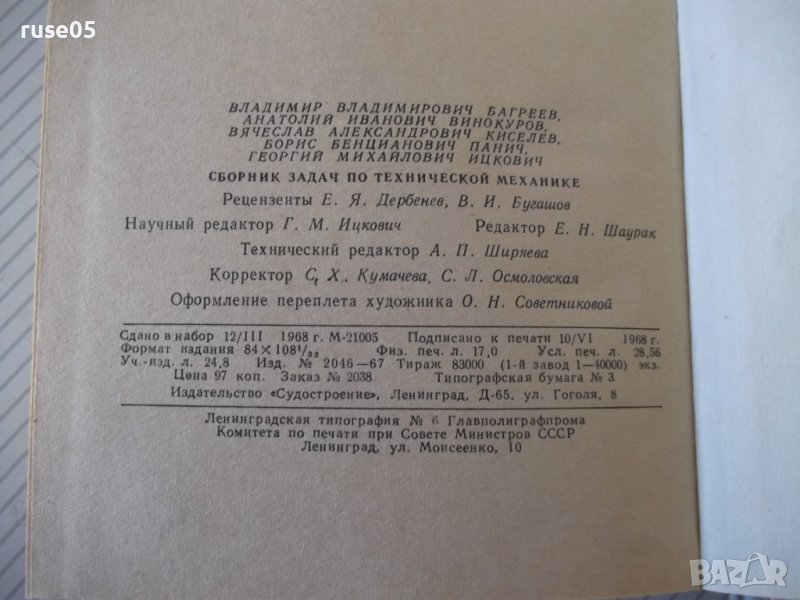 ruse05
ВЛАДИМИР ВЛАДИМИРОВИЧ БАГРЕЕВ,
АНАТОЛИЙ ИВАНОВИЧ ВИНОКУРОВ,
ВЯЧЕСЛАВ АЛЕКСАНДРОВИЧ КИСЕЛЕВ,
БОРИС БЕНЦИАНОВИЧ ПАНИЧ,
ГЕОРГИЙ МИХАЙЛОВИЧ ИЦКОВИЧ
СБОРНИК ЗАДАЧ ПО ТЕХНИЧЕСКОЙ МЕХАНИКЕ
Рецензенты Е. Я. Дербенев, В. И. Бугашов
Научный редактор Г. М. Ицкович Редактор Е. Н. Шаурак
Технический редактор А. П. Ширяева
Корректор С. Х. Кумачева, С. Л. Осмоловская
Оформление переплета художника О. Н. Советниковой
Сдано в набор 12/III 1968 г. М-21005 Подписано к печати 10/VI 1968 г.
Формат издания 84×108¹/₃₂ Физ. печ. л. 17,0 Усл. печ. л. 28,56
Уч.-изд. л. 24,8 Изд. № 2046—67 Тираж 83000 (1-й завод 1—40000) экз.
Цена 97 коп. Заказ № 2038 Типографская бумага № 3
Издательство «Судостроение», Ленинград, Д-65, ул. Гоголя, 8
Ленинградская типография № 6 Главполиграфпрома
Комитета по печати при Совете Министров СССР
Ленинград, ул. Моисеенко, 10
BAZAR